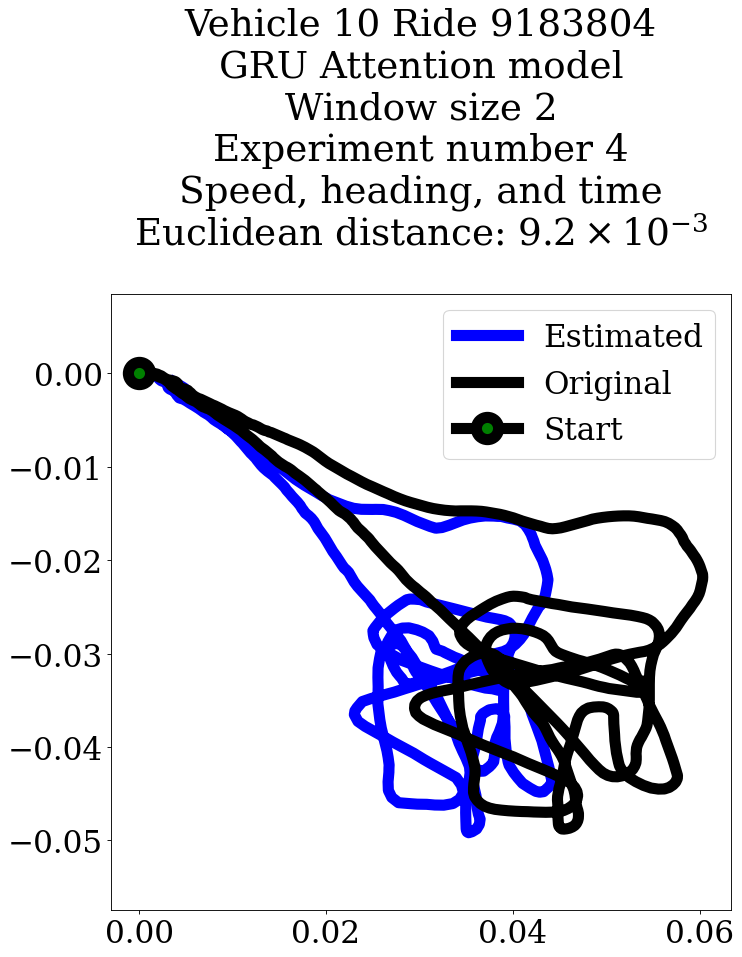 Vehicle 10 Ride 9183804
GRU Attention model
Window size 2
Experiment number 4
Speed, heading, and time
Euclidean distance: 9.2 × 10⁻³
Estimated
Original
Start
0.00
−0.01
−0.02
−0.03
−0.04
−0.05
0.00 0.02 0.04 0.06